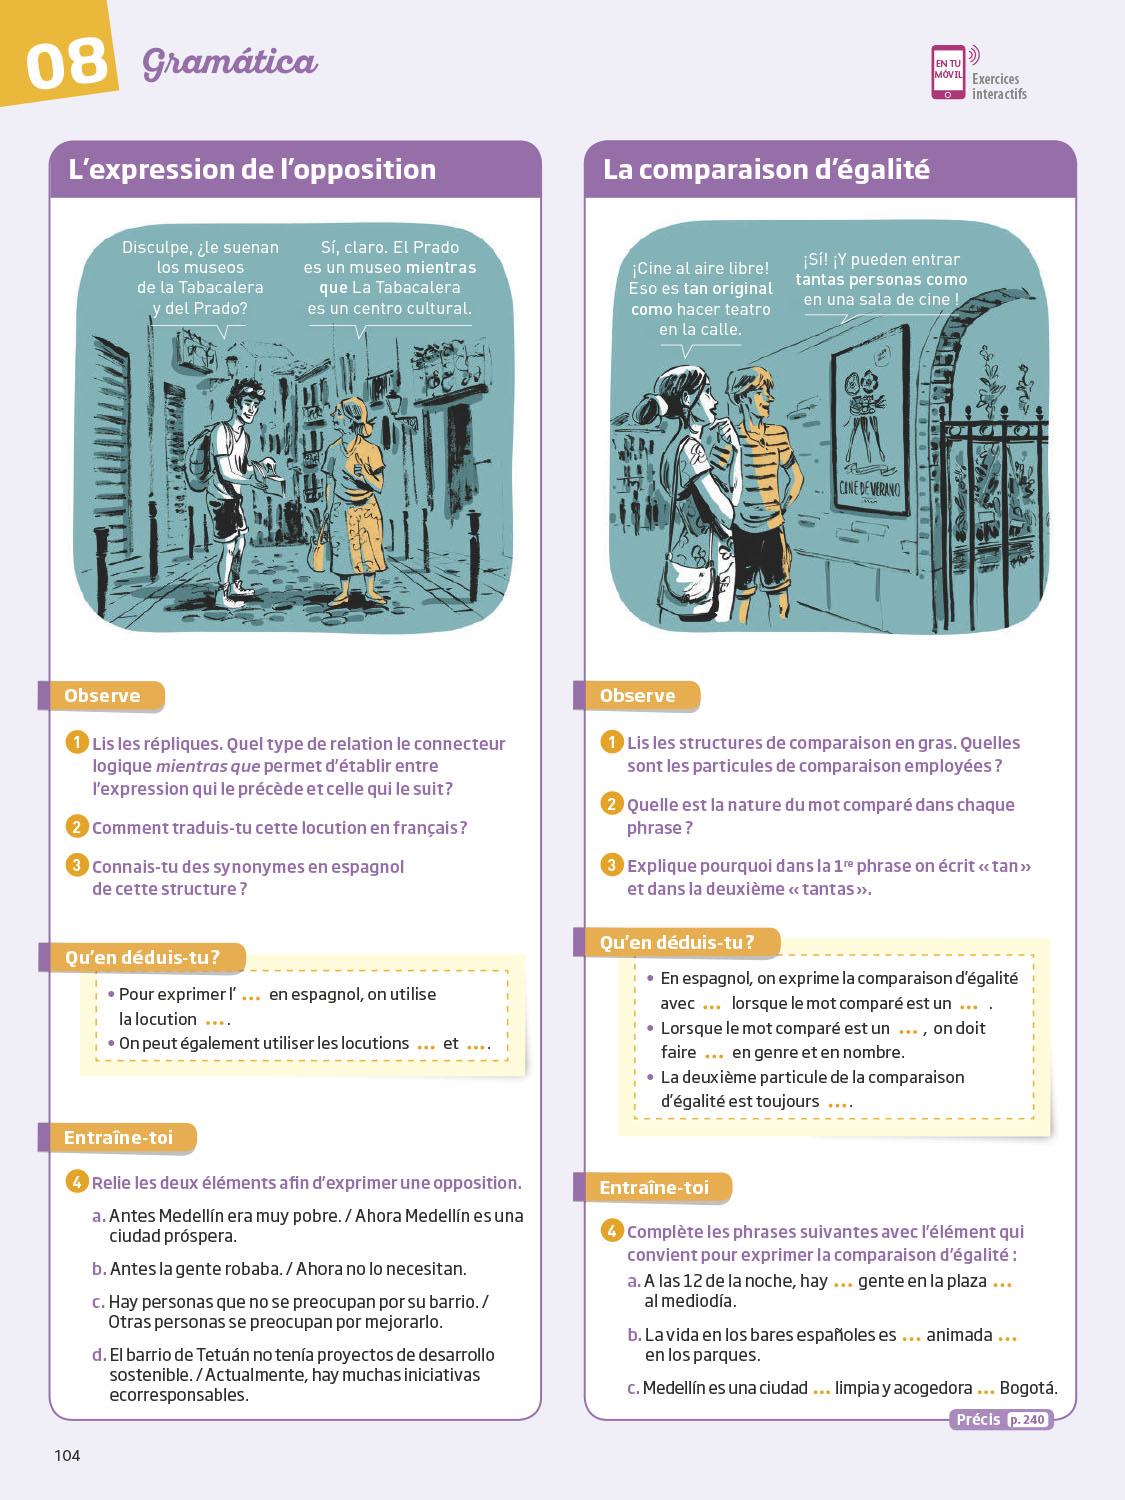 08
Gramática
EN TU
MÓVIL
Exercices
interactifs
L'expression de l'opposition
Disculpe, ¿le suenan
los museos
de la Tabacalera
y del Prado?
Sí, claro. El Prado
es un museo mientras
que La Tabacalera
es un centro cultural.
Observe
1 Lis les répliques. Quel type de relation le connecteur
logique mientras que permet d'établir entre
l'expression qui le précède et celle qui le suit ?
2 Comment traduis-tu cette locution en français ?
3 Connais-tu des synonymes en espagnol
de cette structure ?
Qu'en déduis-tu ?
• Pour exprimer l' ... en espagnol, on utilise
la locution ... .
• On peut également utiliser les locutions ... et ... .
Entraîne-toi
4 Relie les deux éléments afin d'exprimer une opposition.
a. Antes Medellín era muy pobre. / Ahora Medellín es una
ciudad próspera.
b. Antes la gente robaba. / Ahora no lo necesitan.
c. Hay personas que no se preocupan por su barrio. /
Otras personas se preocupan por mejorarlo.
d. El barrio de Tetuán no tenía proyectos de desarrollo
sostenible. / Actualmente, hay muchas iniciativas
ecorresponsables.
La comparaison d'égalité
¡Cine al aire libre!
Eso es tan original
como hacer teatro
en la calle.
¡Sí! ¡Y pueden entrar
tantas personas como
en una sala de cine !
CINE DE VERANO
Observe
1 Lis les structures de comparaison en gras. Quelles
sont les particules de comparaison employées ?
2 Quelle est la nature du mot comparé dans chaque
phrase ?
3 Explique pourquoi dans la 1re phrase on écrit « tan »
et dans la deuxième « tantas ».
Qu'en déduis-tu ?
• En espagnol, on exprime la comparaison d'égalité
avec ... lorsque le mot comparé est un ... .
• Lorsque le mot comparé est un ... , on doit
faire ... en genre et en nombre.
• La deuxième particule de la comparaison
d'égalité est toujours ... .
Entraîne-toi
4 Complète les phrases suivantes avec l'élément qui
convient pour exprimer la comparaison d'égalité :
a. A las 12 de la noche, hay ... gente en la plaza ...
al mediodía.
b. La vida en los bares españoles es ... animada ...
en los parques.
c. Medellín es una ciudad ... limpia y acogedora ... Bogotá.
Précis p. 240
104